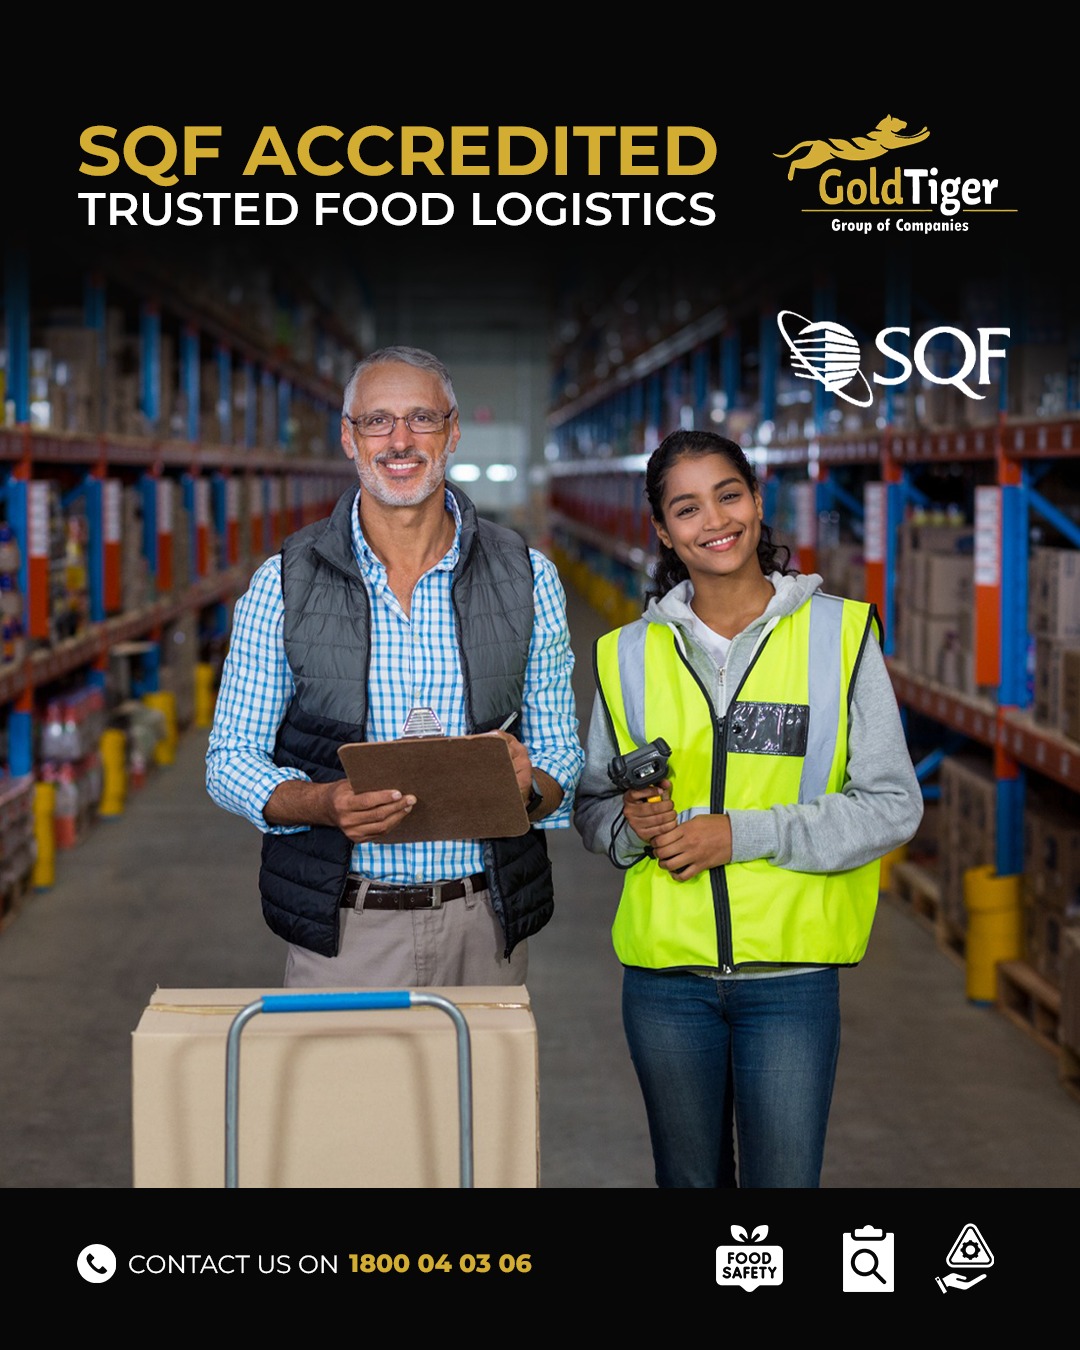 SQF ACCREDITED
TRUSTED FOOD LOGISTICS
GoldTiger
Group of Companies
SQF
CONTACT US ON 1800 04 03 06
FOOD
SAFETY